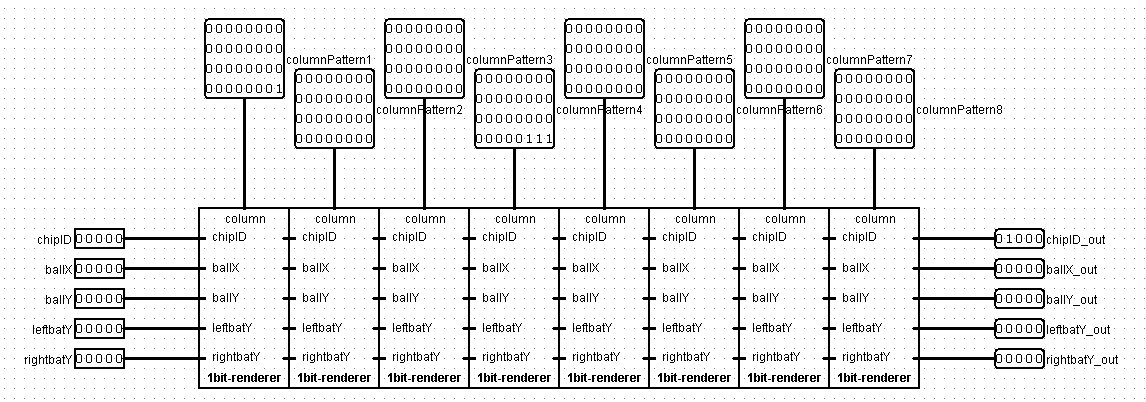 00000000
00000000
00000000
00000001
columnPattern1
00000000
00000000
00000000
00000000
columnPattern2
00000000
00000000
00000000
00000000
columnPattern3
00000000
00000000
00000000
00000111
columnPattern4
00000000
00000000
00000000
00000000
columnPattern5
00000000
00000000
00000000
00000000
columnPattern6
00000000
00000000
00000000
00000000
columnPattern7
00000000
00000000
00000000
00000000
columnPattern8
column column column column column column column column
chipID 00000 chipID chipID chipID chipID chipID chipID chipID chipID 01000 chipID_out
ballX 00000 ballX ballX ballX ballX ballX ballX ballX ballX 00000 ballX_out
ballY 00000 ballY ballY ballY ballY ballY ballY ballY ballY 00000 ballY_out
leftbatY 00000 leftbatY leftbatY leftbatY leftbatY leftbatY leftbatY leftbatY leftbatY 00000 leftbatY_out
rightbatY 00000 rightbatY rightbatY rightbatY rightbatY rightbatY rightbatY rightbatY rightbatY 00000 rightbatY_out
1bit-renderer 1bit-renderer 1bit-renderer 1bit-renderer 1bit-renderer 1bit-renderer 1bit-renderer 1bit-renderer